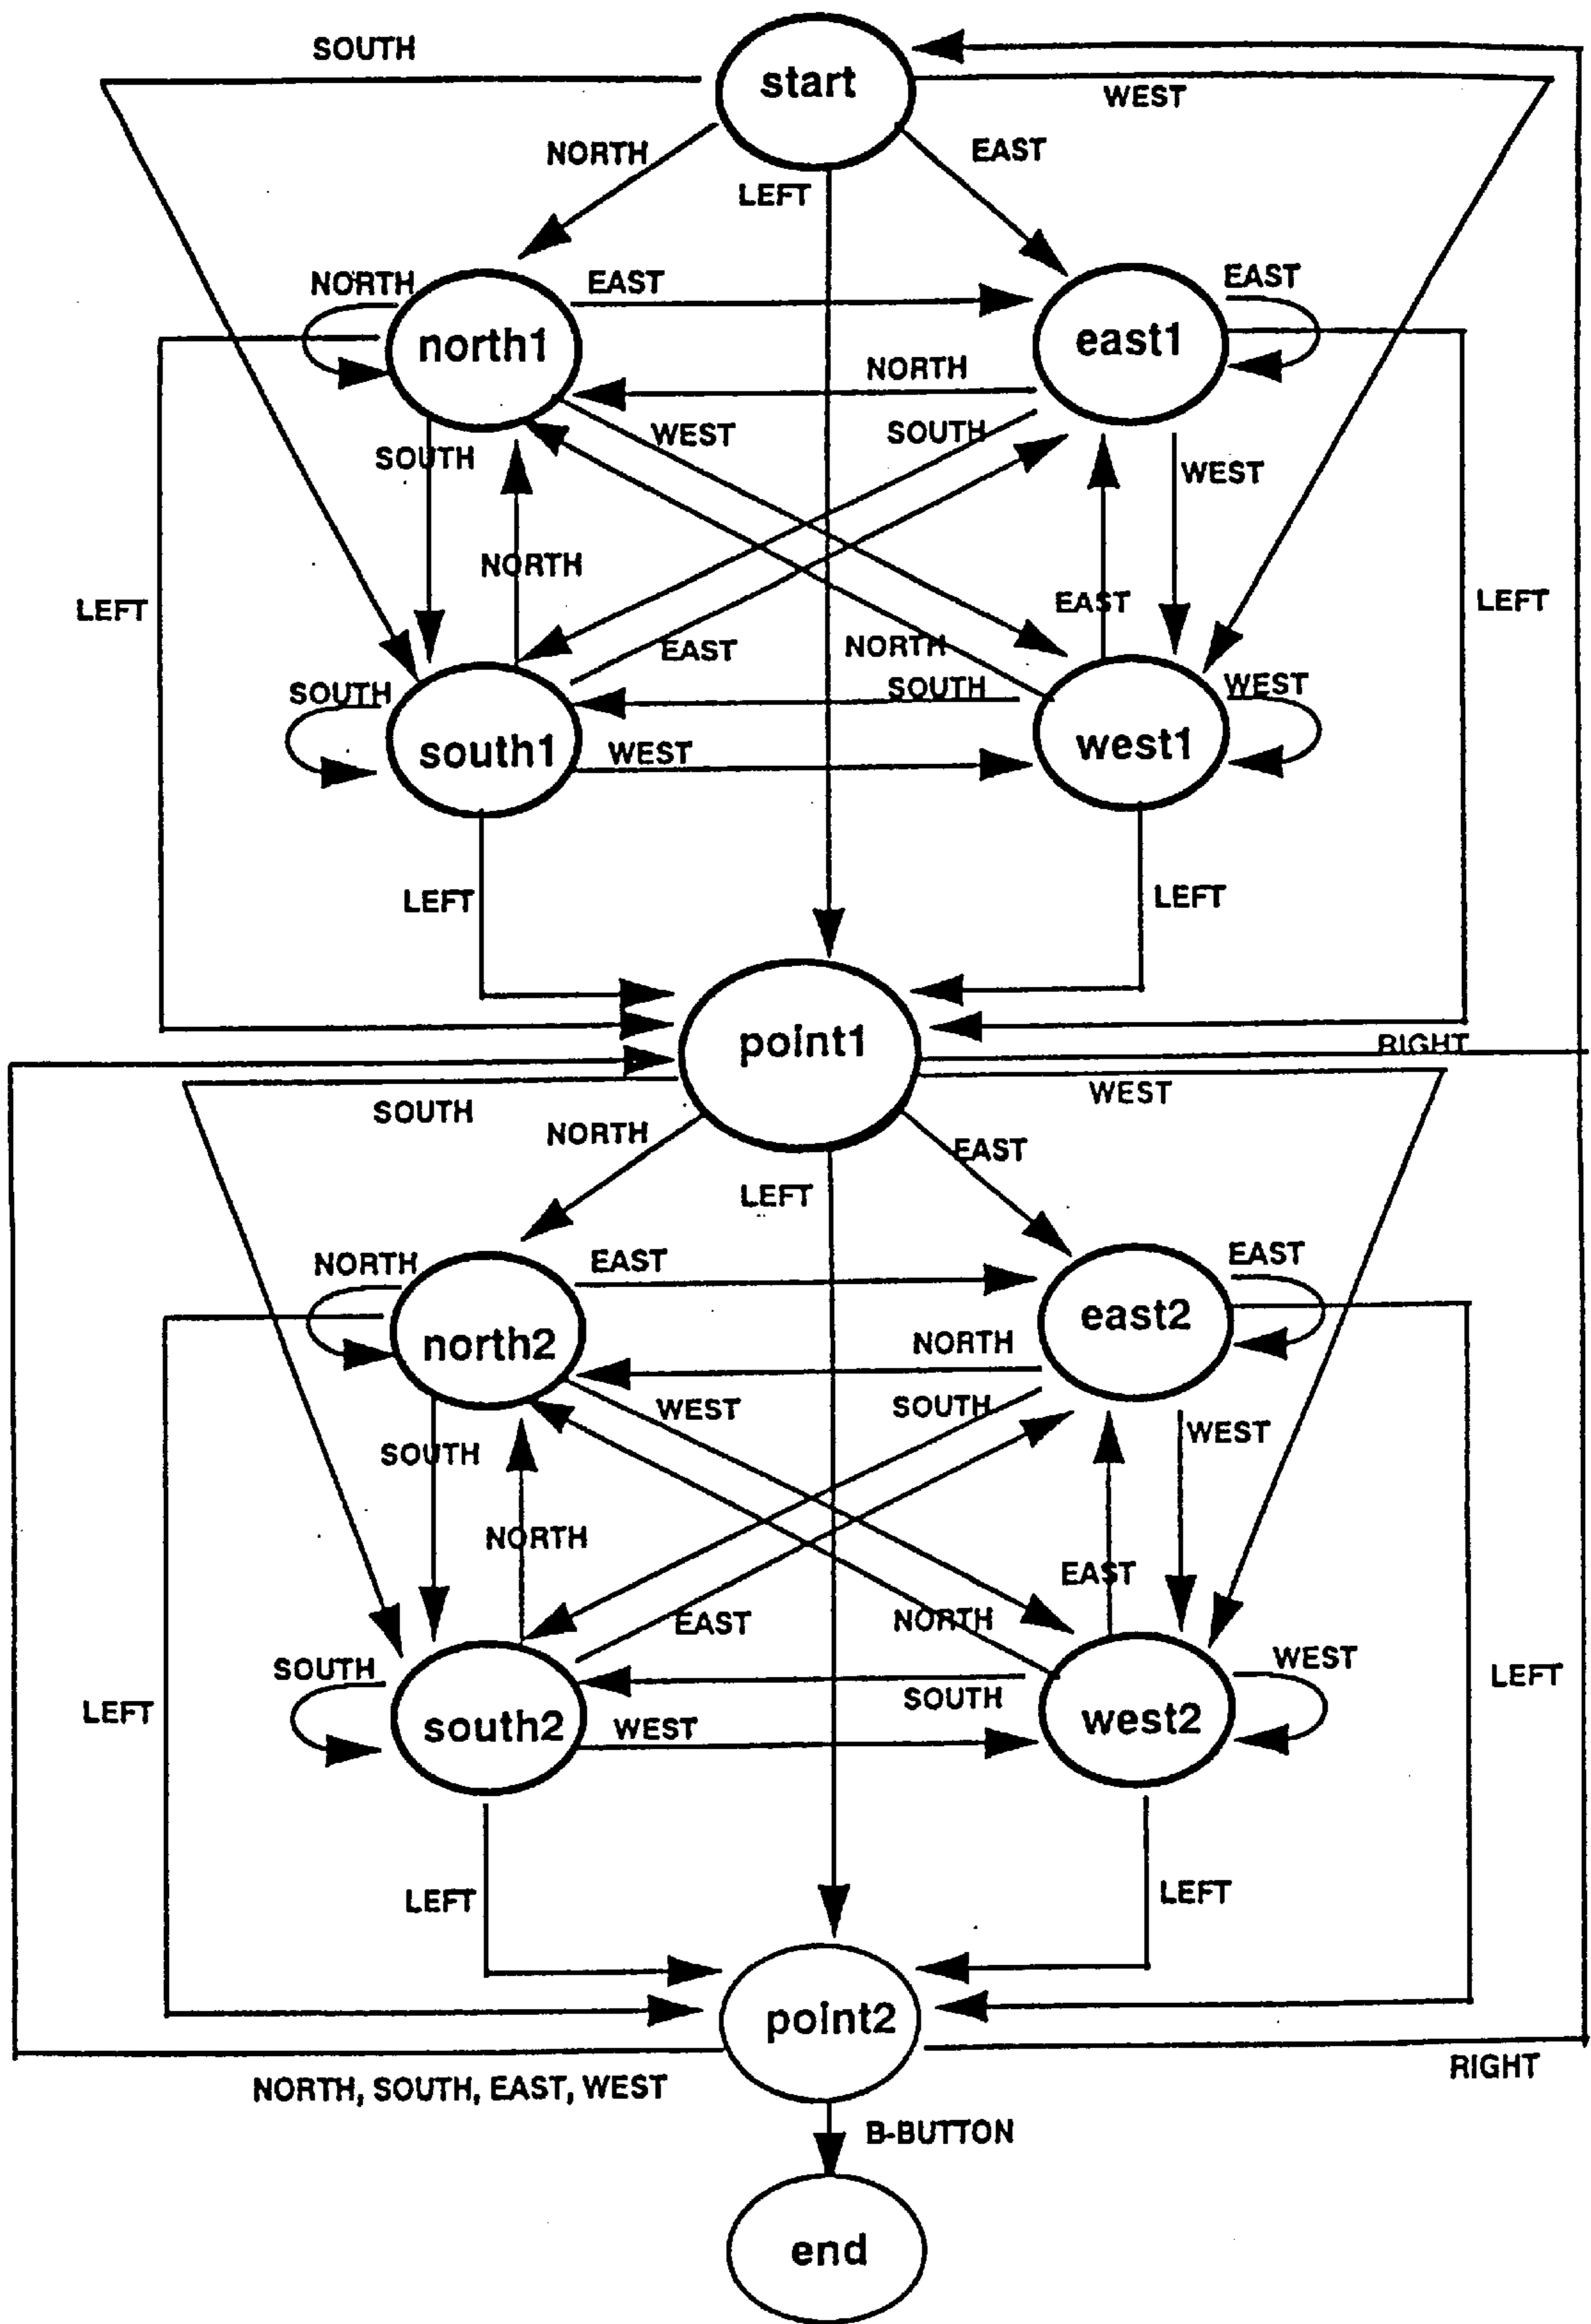 SOUTH
start
WEST
NORTH
EAST
LEFT
NORTH
EAST
EAST
north1
east1
NORTH
WEST
SOUTH
SOUTH
WEST
NORTH
LEFT
EAST
LEFT
EAST
NORTH
SOUTH
SOUTH
WEST
south1
WEST
west1
LEFT
LEFT
point1
RIGHT
SOUTH
WEST
NORTH
EAST
LEFT
NORTH
EAST
EAST
north2
east2
NORTH
WEST
SOUTH
SOUTH
WEST
NORTH
EAST
EAST
NORTH
SOUTH
WEST
LEFT
SOUTH
LEFT
south2
WEST
west2
LEFT
LEFT
point2
NORTH, SOUTH, EAST, WEST
RIGHT
B-BUTTON
end